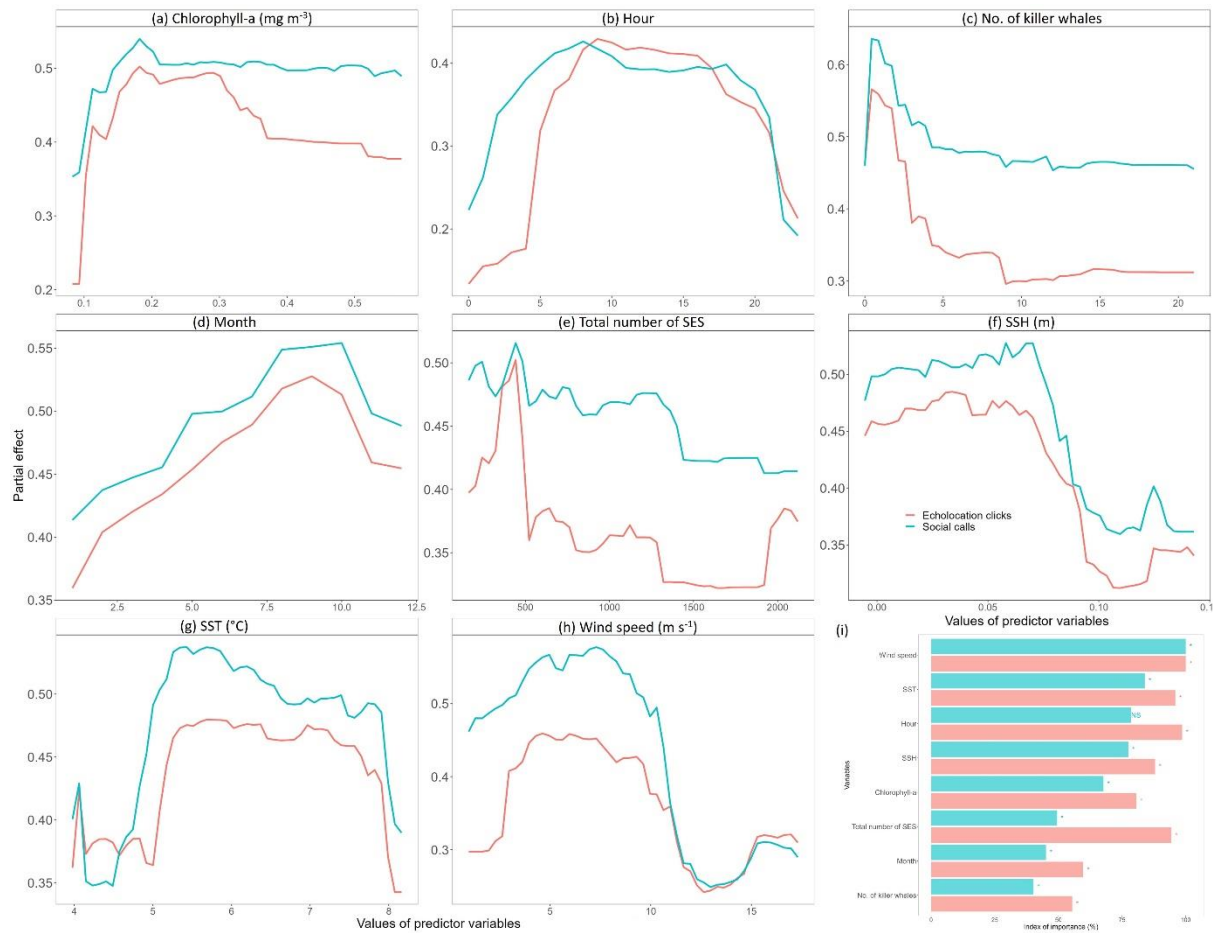 (a) Chlorophyll-a (mg m⁻³)
(b) Hour
(c) No. of killer whales
0.5
0.4
0.3
0.2
0.1 0.2 0.3 0.4 0.5
0.4
0.3
0.2
0 5 10 15 20
0.6
0.5
0.4
0.3
0 5 10 15 20
(d) Month
(e) Total number of SES
(f) SSH (m)
Partial effect
0.55
0.50
0.45
0.40
0.35
2.5 5.0 7.5 10.0 12.5
0.50
0.45
0.40
0.35
500 1000 1500 2000
0.50
0.45
0.40
0.35
Echolocation clicks
Social calls
0.00 0.05 0.10 0.1
Values of predictor variables
(g) SST (°C)
(h) Wind speed (m s⁻¹)
(i)
0.50
0.45
0.40
0.35
4 5 6 7 8
0.5
0.4
0.3
5 10 15
Values of predictor variables
Variables
Wind speed
SST
Hour
SSH
Chlorophyll-a
Total number of SES
Month
No. of killer whales
* *
* *
NS *
* *
* *
* *
* *
* *
0 25 50 75 100
Index of importance (%)